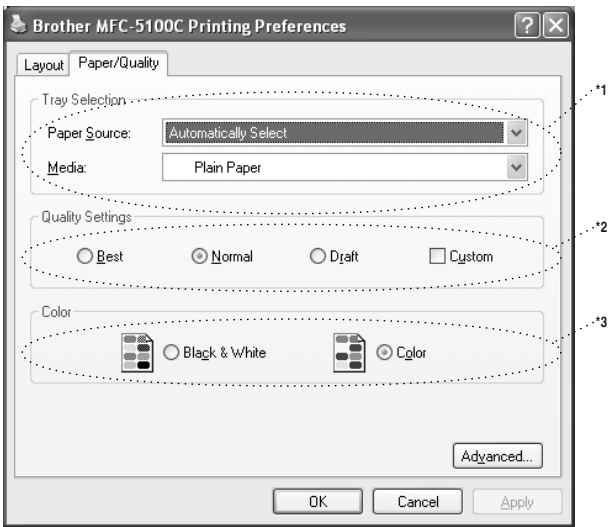 Brother MFC-5100C Printing Preferences
Layout Paper/Quality
Tray Selection
*1
Paper Source: Automatically Select
Media: Plain Paper
Quality Settings
*2
Best Normal Draft Custom
Color
*3
Black & White Color
Advanced...
OK Cancel Apply